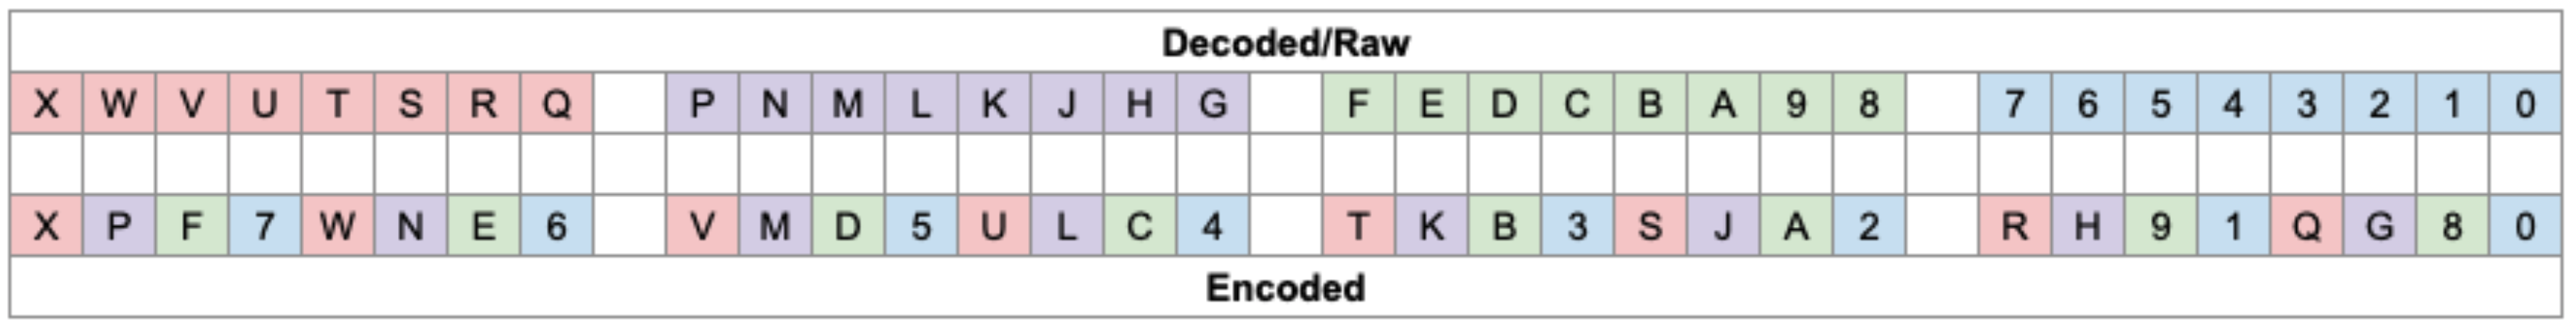 Decoded/Raw
X W V U T S R Q P N M L K J H G F E D C B A 9 8 7 6 5 4 3 2 1 0
X P F 7 W N E 6 V M D 5 U L C 4 T K B 3 S J A 2 R H 9 1 Q G 8 0
Encoded